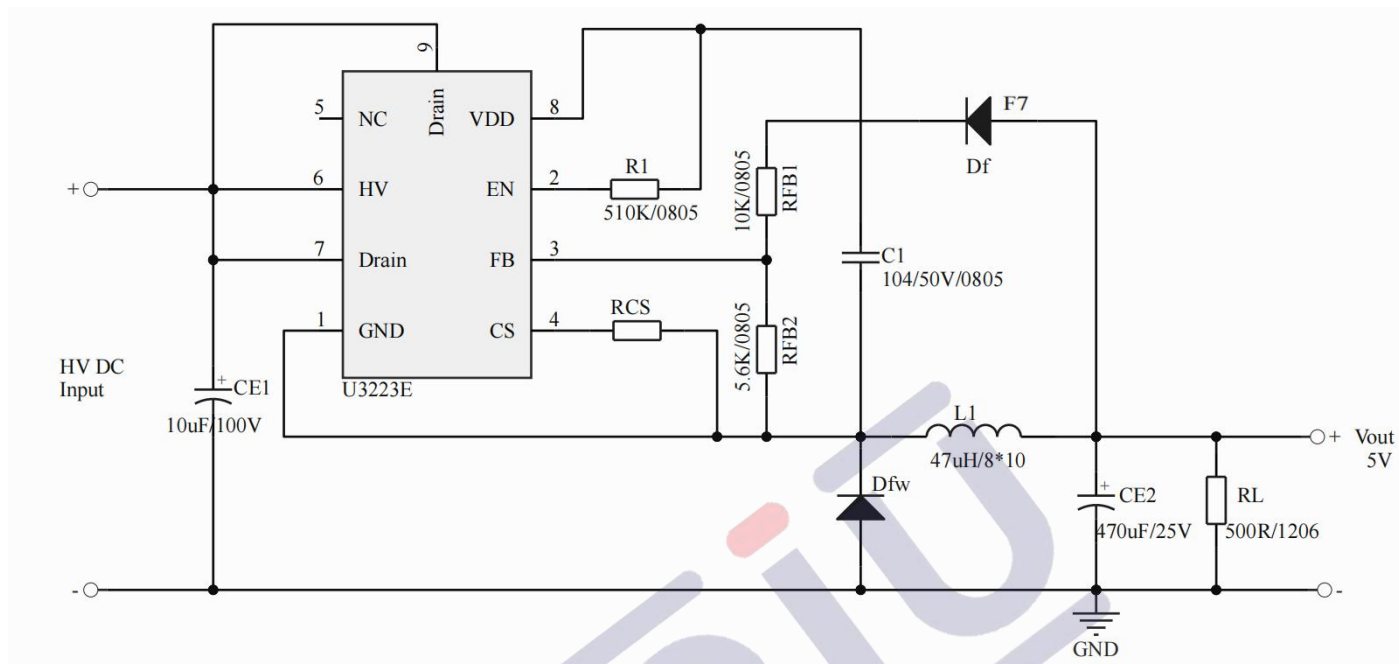 9
F7
5
NC
Drain
VDD
8
Df
R1
10K/0805
RFB1
+
6
HV
EN
2
510K/0805
7
Drain
FB
3
C1
104/50V/0805
RCS
1
GND
CS
4
5.6K/0805
RFB2
HV DC
Input
+
CE1
U3223E
10uF/100V
L1
+
Vout
5V
47uH/8*10
Dfw
+
CE2
RL
470uF/25V
500R/1206
-
-
GND